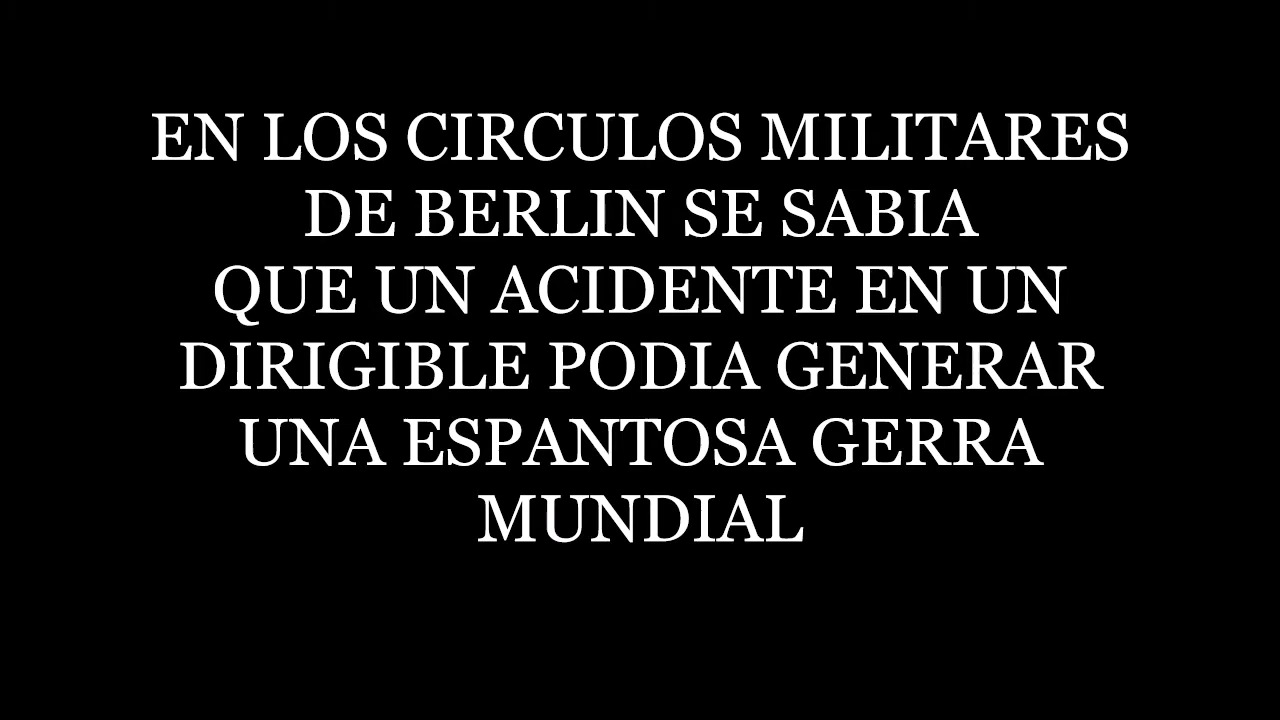 EN LOS CIRCULOS MILITARES
DE BERLIN SE SABIA
QUE UN ACIDENTE EN UN
DIRIGIBLE PODIA GENERAR
UNA ESPANTOSA GERRA
MUNDIAL